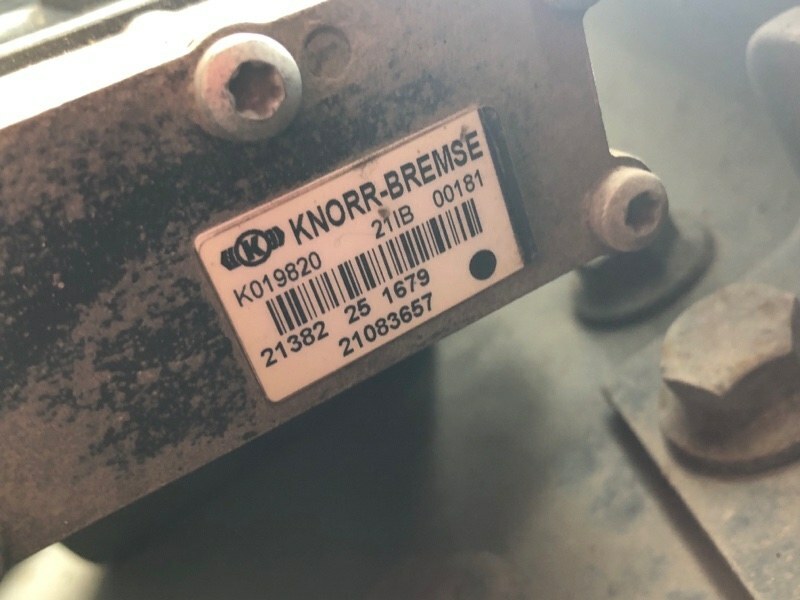 K KNORR-BREMSE
K019820 21IB 00181
21382 25 1679
21083657